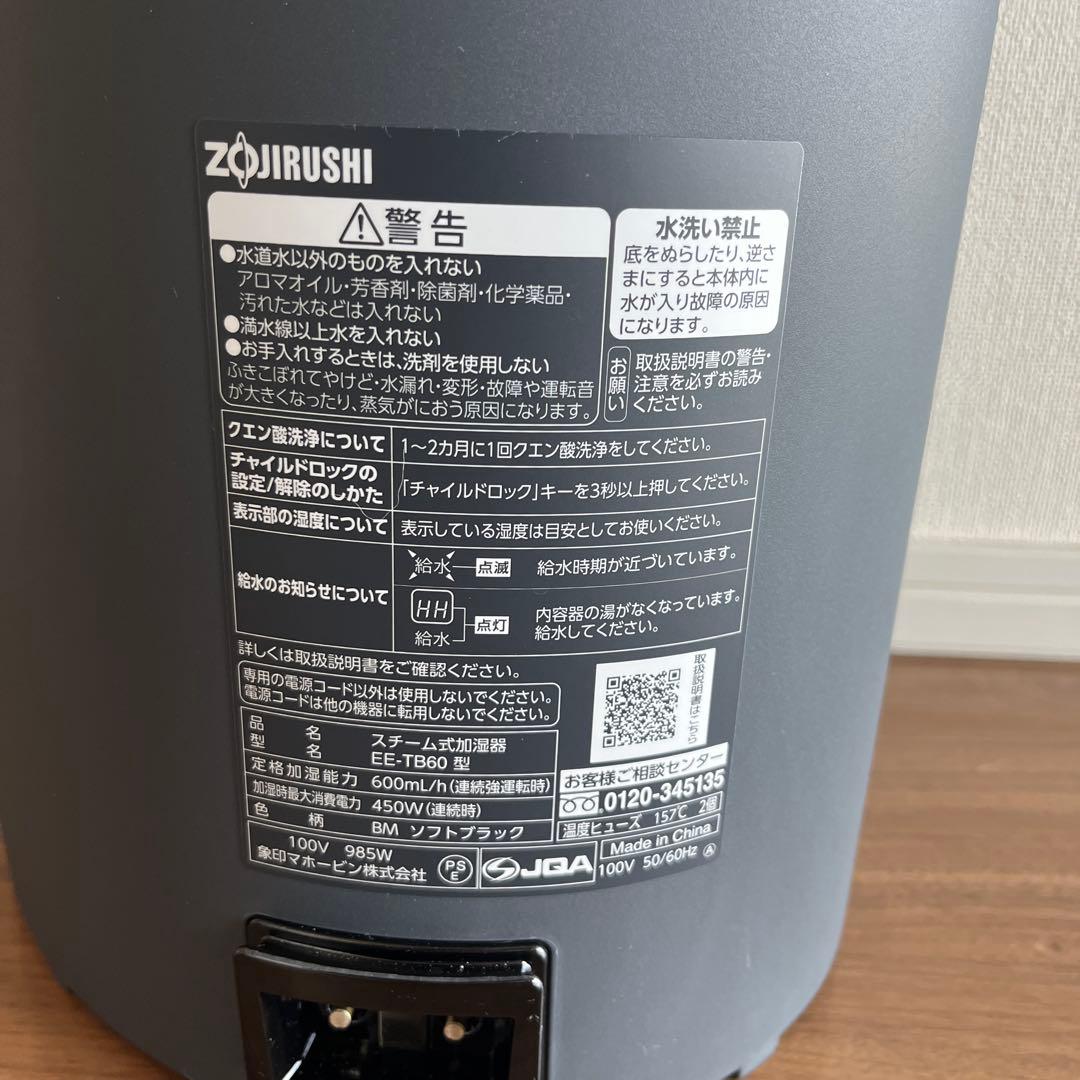 ZOJIRUSHI
警告
●水道水以外のものを入れない
アロマオイル・芳香剤・除菌剤・化学薬品・
汚れた水などは入れない
●満水線以上水を入れない
●お手入れするときは、洗剤を使用しない
ふきこぼれてやけど・水漏れ・変形・故障や運転音
が大きくなったり、蒸気がにおう原因になります。
水洗い禁止
底をぬらしたり、逆さ
まにすると本体内に
水が入り故障の原因
になります。
お願い
取扱説明書の警告・
注意を必ずお読み
ください。
クエン酸洗浄について
1〜2カ月に1回クエン酸洗浄をしてください。
チャイルドロックの
設定/解除のしかた
「チャイルドロック」キーを3秒以上押してください。
表示部の湿度について
表示している湿度は目安としてお使いください。
給水のお知らせについて
給水 点滅 給水時期が近づいています。
HH
給水
点灯
内容器の湯がなくなっています。
給水してください。
詳しくは取扱説明書をご確認ください。
専用の電源コード以外は使用しないでください。
電源コードは他の機器に転用しないでください。
取扱説明書はこちら
品名 スチーム式加湿器
型名 EE-TB60 型
定格加湿能力 600mL/h(連続強運転時)
加湿時最大消費電力 450W(連続時)
色柄 BM ソフトブラック
100V 985W
象印マホービン株式会社
PSE
JQA
お客様ご相談センター
0120-345135
温度ヒューズ 157℃ 2個
Made in China
100V 50/60Hz Ⓐ